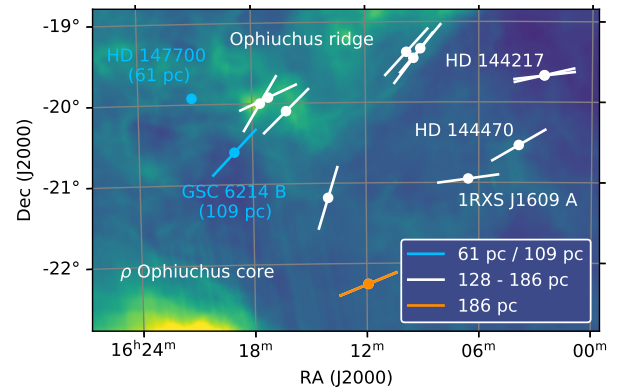 -19°
-20°
-21°
-22°
Dec (J2000)
HD 147700
(61 pc)
Ophiuchus ridge
HD 144217
HD 144470
GSC 6214 B
(109 pc)
1RXS J1609 A
ρ Ophiuchus core
61 pc / 109 pc
128 - 186 pc
186 pc
16ʰ24ᵐ
18ᵐ
12ᵐ
06ᵐ
00ᵐ
RA (J2000)